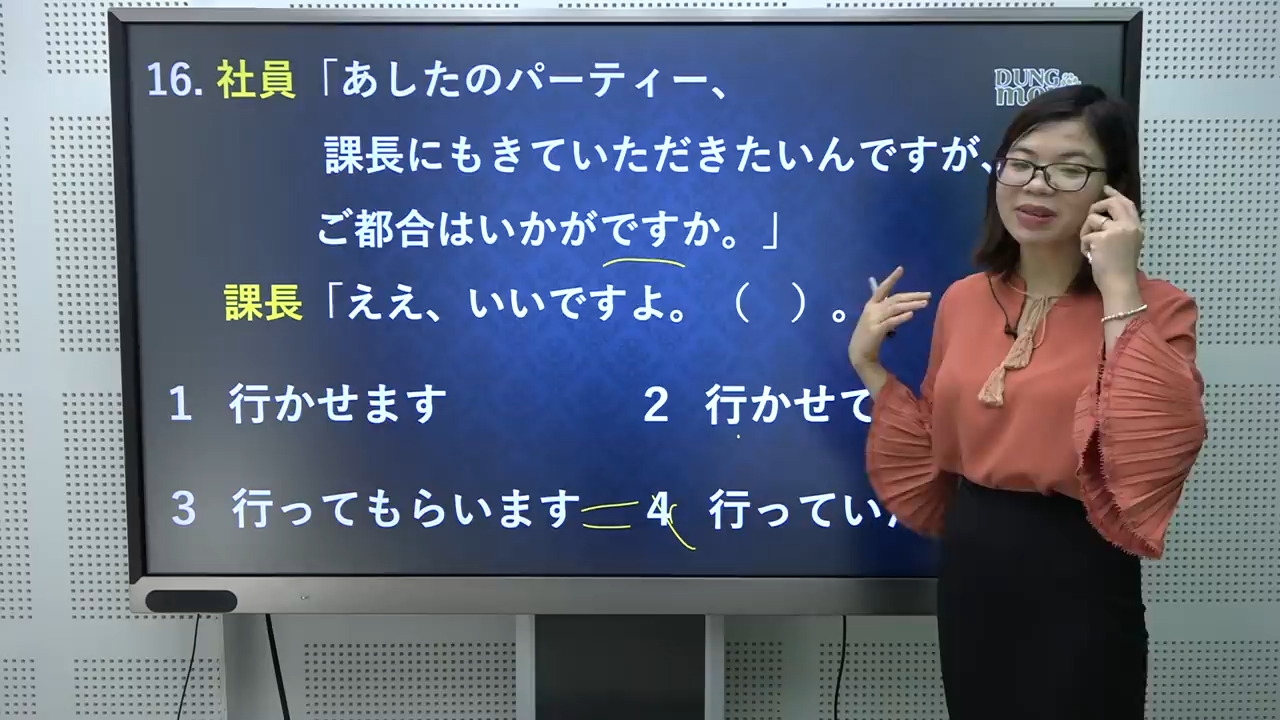 16. 社員「あしたのパーティー、
DUNG
課長にもきていただきたいんですが、
ご都合はいかがですか。」
課長「ええ、いいですよ。（　）。
1 行かせます
2 行かせて
3 行ってもらいます
4 行ってい